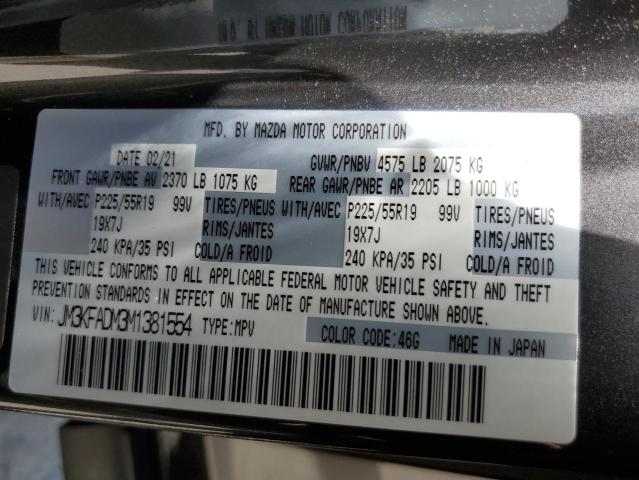 MFD. BY MAZDA MOTOR CORPORATION
DATE 02/21 GVWR/PNBV 4575 LB 2075 KG
FRONT GAWR/PNBE AV 2370 LB 1075 KG REAR GAWR/PNBE AR 2205 LB 1000 KG
WITH/AVEC P225/55R19 99V TIRES/PNEUS WITH/AVEC P225/55R19 99V TIRES/PNEUS
19X7J RIMS/JANTES 19X7J RIMS/JANTES
240 KPA/35 PSI COLD/A FROID 240 KPA/35 PSI COLD/A FROID
THIS VEHICLE CONFORMS TO ALL APPLICABLE FEDERAL MOTOR VEHICLE SAFETY AND THEFT
PREVENTION STANDARDS IN EFFECT ON THE DATE OF MANUFACTURE SHOWN ABOVE.
VIN: JM3KFADM3M1381554 TYPE: MPV COLOR CODE: 46G MADE IN JAPAN